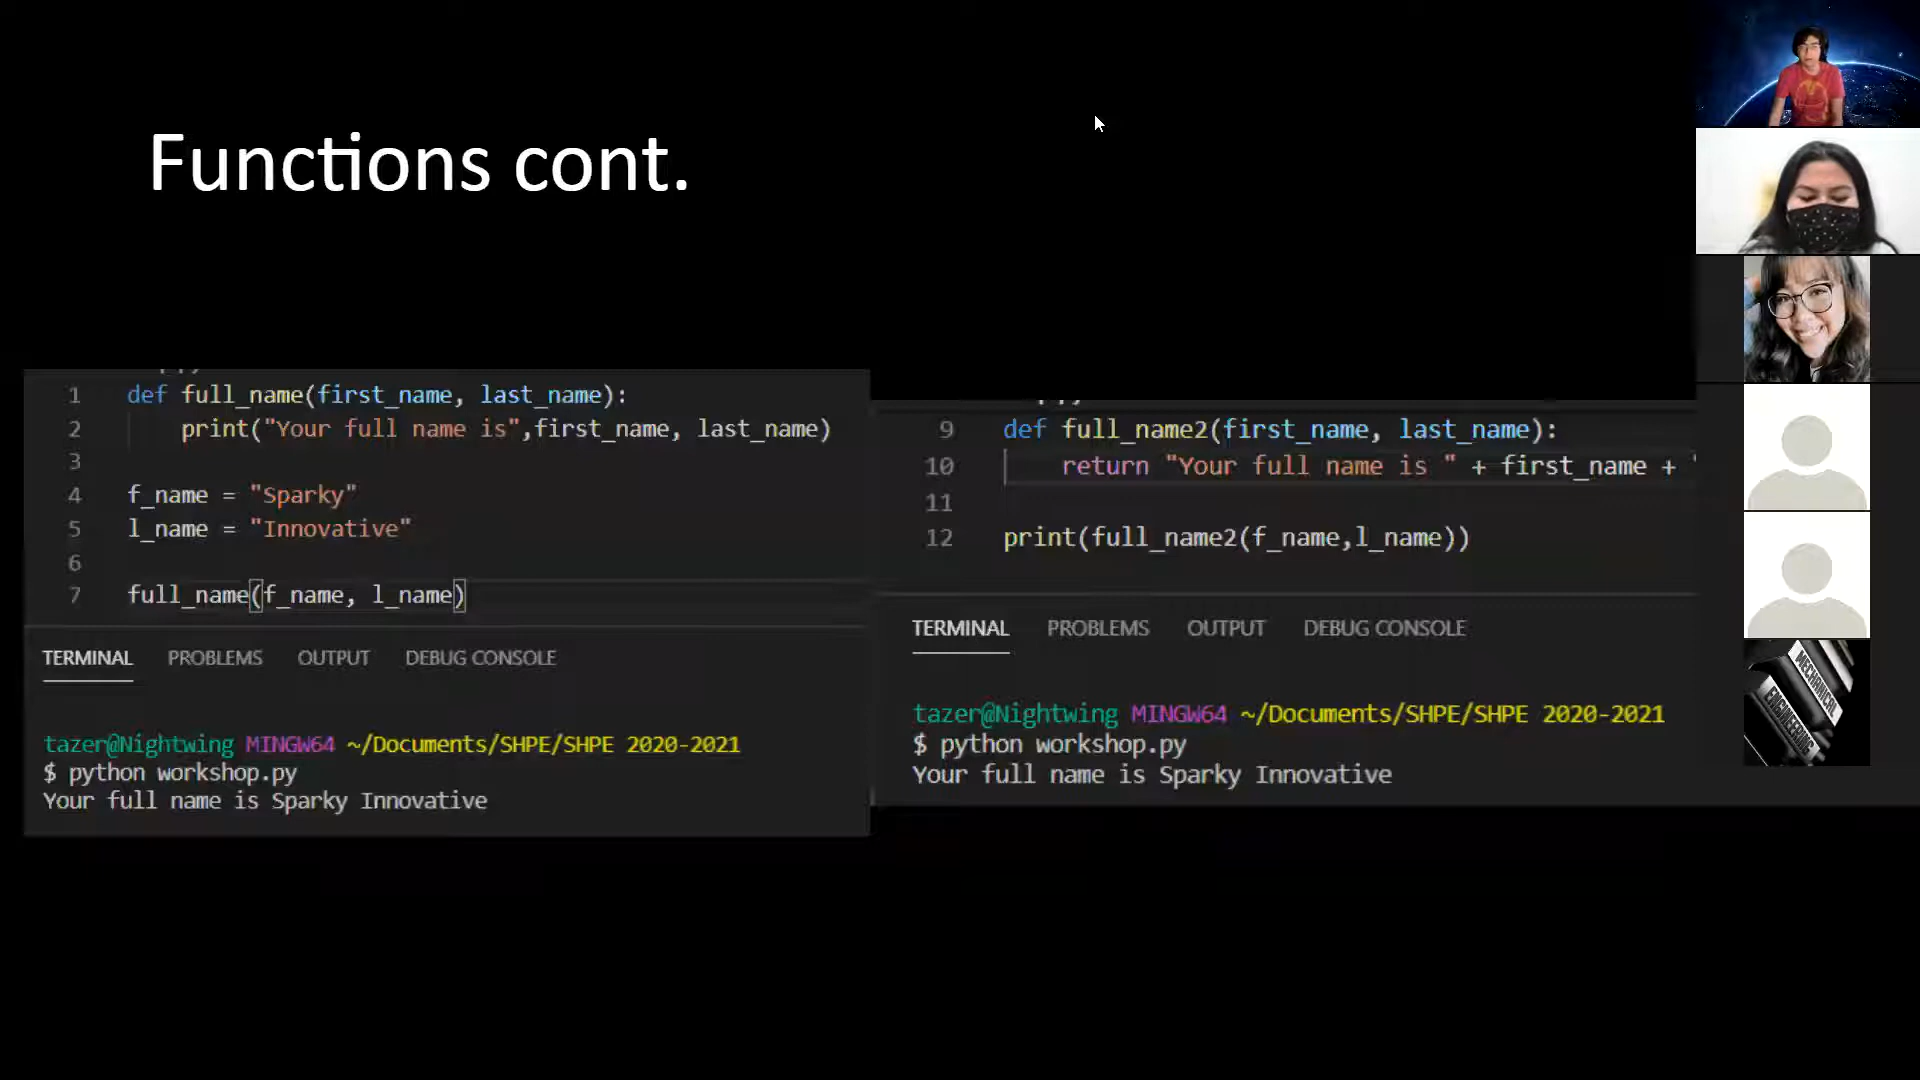 Functions cont.
1 def full_name(first_name, last_name):
2 print("Your full name is",first_name, last_name)
3
4 f_name = "Sparky"
5 l_name = "Innovative"
6
7 full_name(f_name, l_name)
TERMINAL PROBLEMS OUTPUT DEBUG CONSOLE
tazer@Nightwing MINGW64 ~/Documents/SHPE/SHPE 2020-2021
$ python workshop.py
Your full name is Sparky Innovative
9 def full_name2(first_name, last_name):
10 return "Your full name is " + first_name + "
11
12 print(full_name2(f_name,l_name))
TERMINAL PROBLEMS OUTPUT DEBUG CONSOLE
tazer@Nightwing MINGW64 ~/Documents/SHPE/SHPE 2020-2021
$ python workshop.py
Your full name is Sparky Innovative
MECHANICAL
ENGINEERING